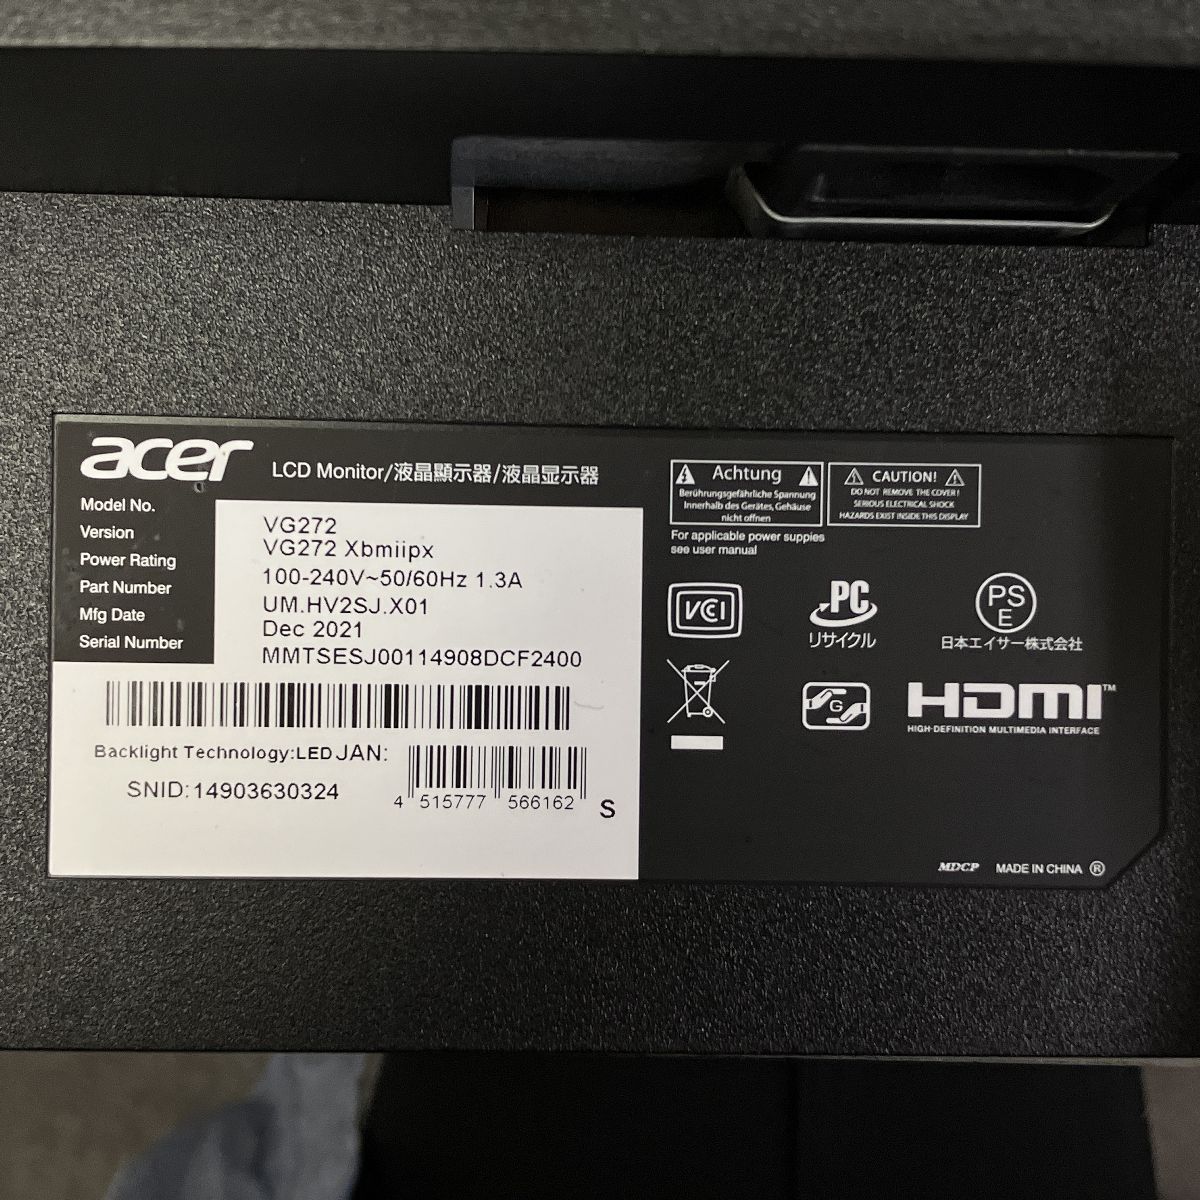 acer LCD Monitor/液晶顯示器/液晶显示器
Model No. VG272
Version VG272 Xbmiipx
Power Rating 100-240V~50/60Hz 1.3A
Part Number UM.HV2SJ.X01
Mfg Date Dec 2021
Serial Number MMTSESJ00114908DCF2400
Backlight Technology:LED JAN:
SNID:14903630324
4 515777 566162 S
Achtung
Berührungsgefährliche Spannung
Innerhalb des Gerätes, Gehäuse
nicht öffnen
CAUTION!
DO NOT REMOVE THE COVER!
SERIOUS ELECTRICAL SHOCK
HAZARDS EXIST INSIDE THIS DISPLAY
For applicable power suppies
see user manual
VCCI
PC
リサイクル
PS
E
日本エイサー株式会社
G
HDMI™
HIGH-DEFINITION MULTIMEDIA INTERFACE
MDCP MADE IN CHINA ®